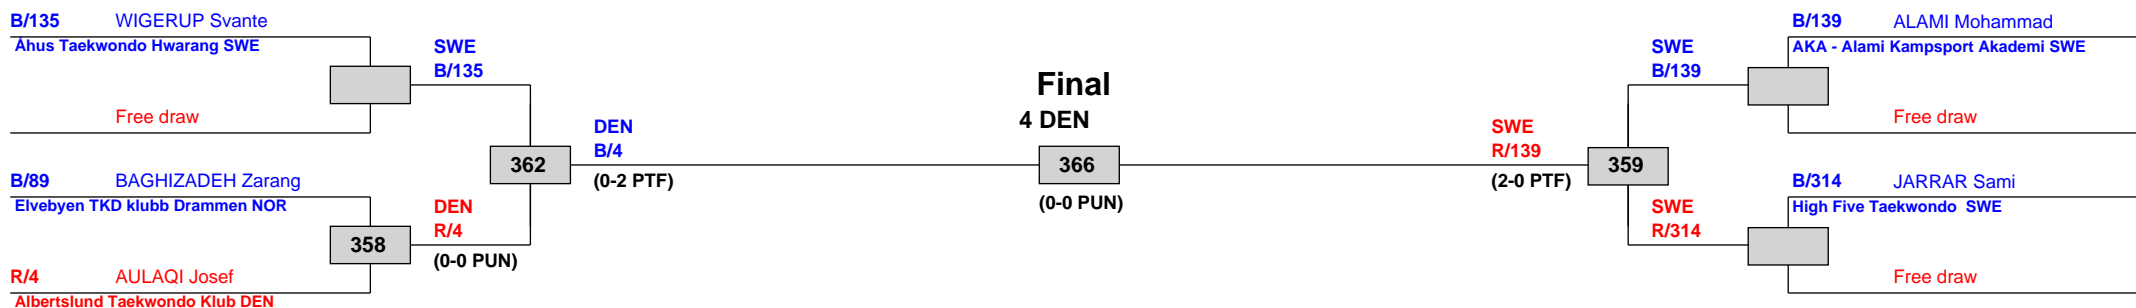 B/135 WIGERUP Svante
Åhus Taekwondo Hwarang SWE
Free draw
SWE
B/135
B/89 BAGHIZADEH Zarang
Elvebyen TKD klubb Drammen NOR
358
R/4 AULAQI Josef
Albertslund Taekwondo Klub DEN
DEN
R/4
(0-0 PUN)
362
DEN
B/4
(0-2 PTF)
Final
4 DEN
366
(0-0 PUN)
SWE
R/139
(2-0 PTF)
359
SWE
B/139
SWE
R/314
B/139 ALAMI Mohammad
AKA - Alami Kampsport Akademi SWE
Free draw
B/314 JARRAR Sami
High Five Taekwondo SWE
Free draw